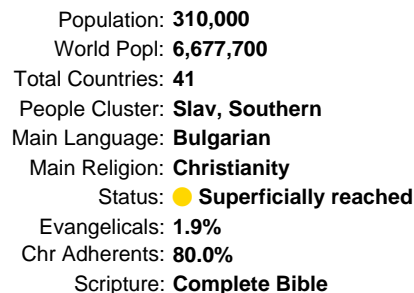 Population: 310,000
World Popl: 6,677,700
Total Countries: 41
People Cluster: Slav, Southern
Main Language: Bulgarian
Main Religion: Christianity
Status: Superficially reached
Evangelicals: 1.9%
Chr Adherents: 80.0%
Scripture: Complete Bible